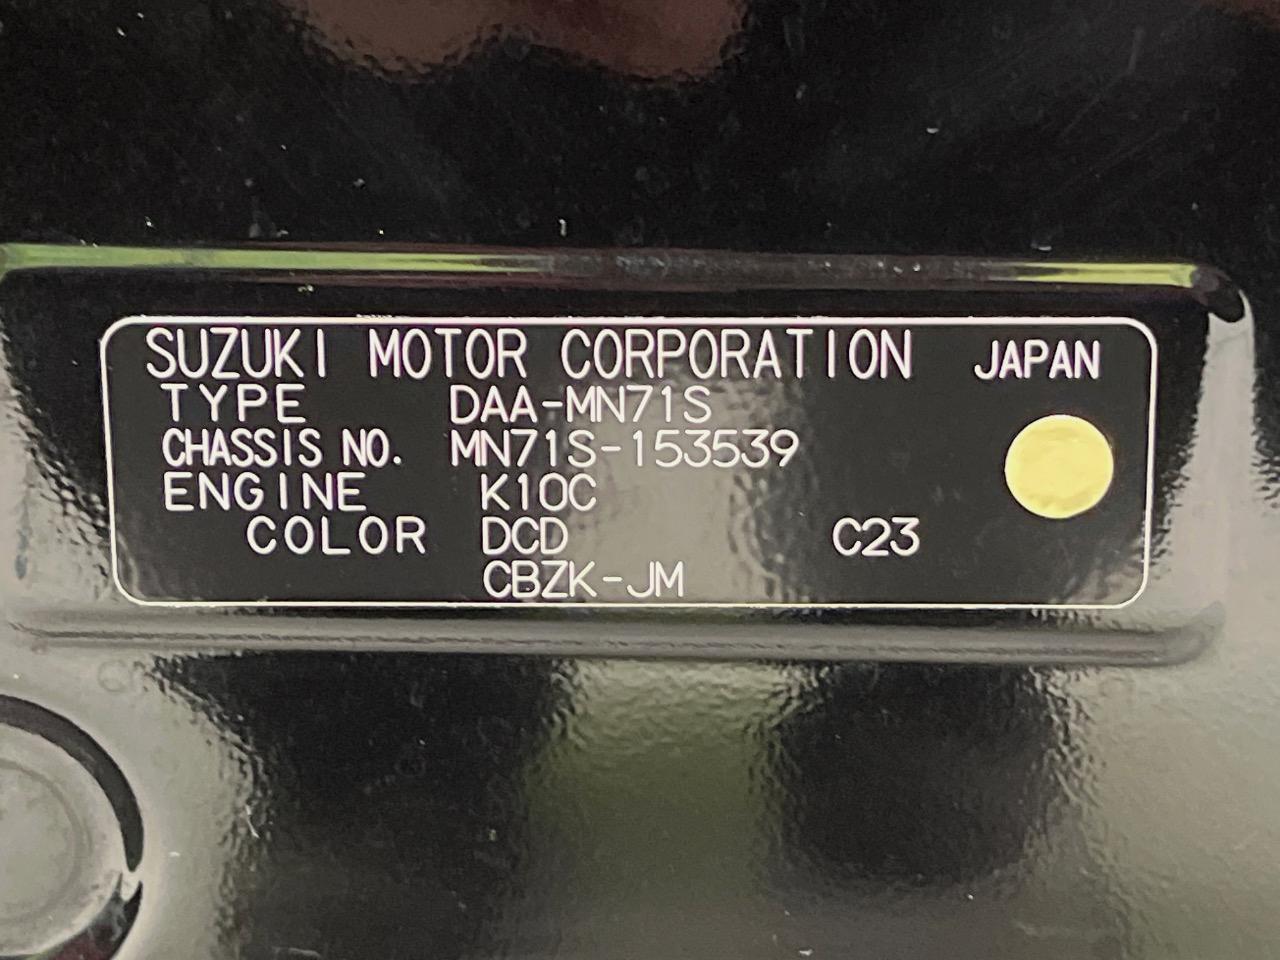 SUZUKI MOTOR CORPORATION JAPAN
TYPE DAA-MN71S
CHASSIS NO. MN71S-153539
ENGINE K10C
COLOR DCD C23
CBZK-JM